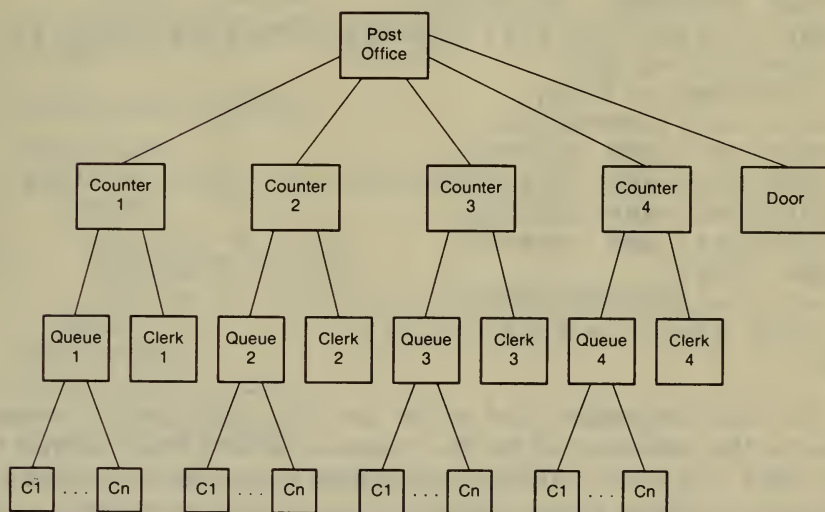 Post
Office
Counter
1
Counter
2
Counter
3
Counter
4
Door
Queue
1
Clerk
1
Queue
2
Clerk
2
Queue
3
Clerk
3
Queue
4
Clerk
4
C1 ... Cn
C1 ... Cn
C1 ... Cn
C1 ... Cn